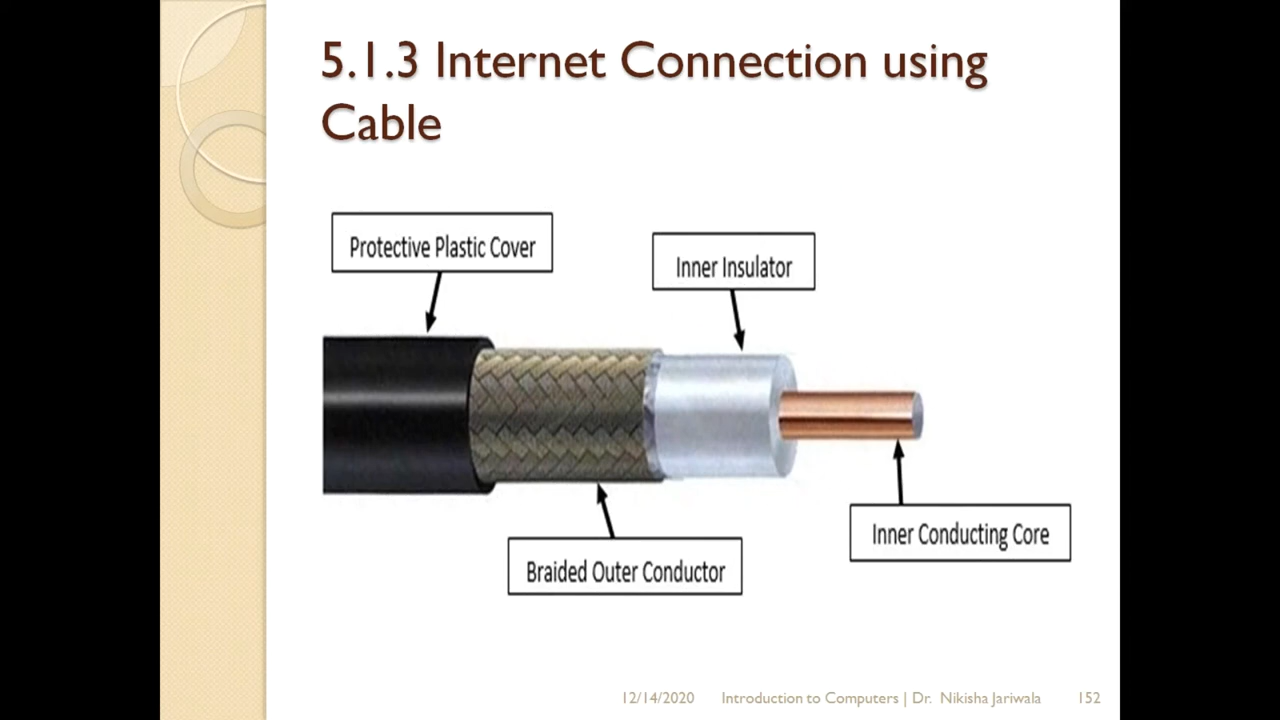 5.1.3 Internet Connection using
Cable
Protective Plastic Cover
Inner Insulator
Inner Conducting Core
Braided Outer Conductor
12/14/2020 Introduction to Computers | Dr. Nikisha Jariwala 152